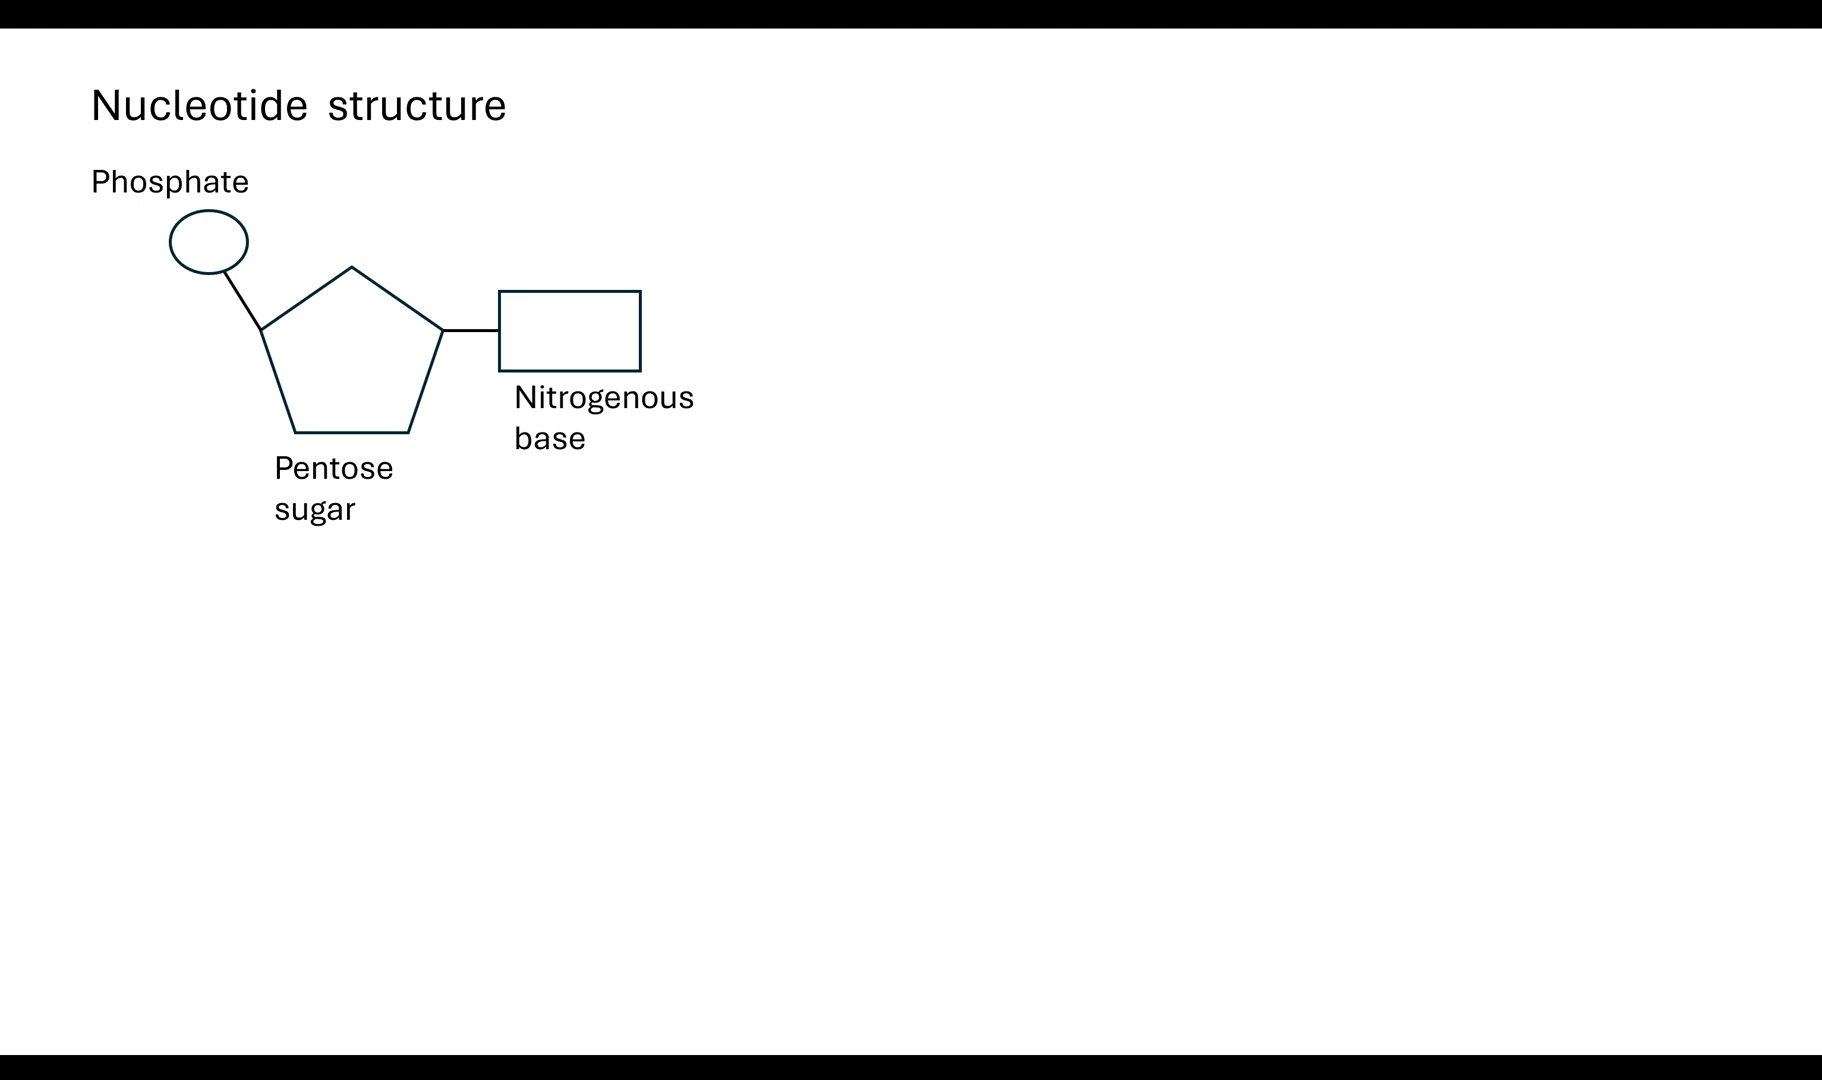 Nucleotide structure
Phosphate
Nitrogenous
base
Pentose
sugar